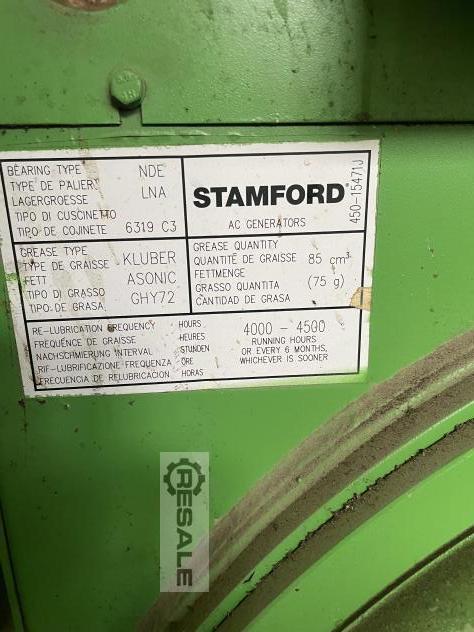 BEARING TYPE NDE
TYPE DE PALIER
LAGERGROESSE LNA
TIPO DI CUSCINETTO
TIPO DE COJINETE 6319 C3
STAMFORD
AC GENERATORS
450-15471J
GREASE TYPE
TYPE DE GRAISSE KLUBER
FETT ASONIC
TIPO DI GRASSO GHY72
TIPO DE GRASA
GREASE QUANTITY
QUANTITÉ DE GRAISSE 85 cm³
FETTMENGE
GRASSO QUANTITA (75 g)
CANTIDAD DE GRASA
RE-LUBRICATION FREQUENCY HOURS
FREQUÉNCE DE GRAISSE HEURES
NACHSCHMIERUNG INTERVAL STUNDEN
RIF-LUBRIFICAZIONE FREQUENZA ORE
FRECUENCIA DE RELUBRICACION HORAS
4000 - 4500
RUNNING HOURS
OR EVERY 6 MONTHS,
WHICHEVER IS SOONER
RESALE